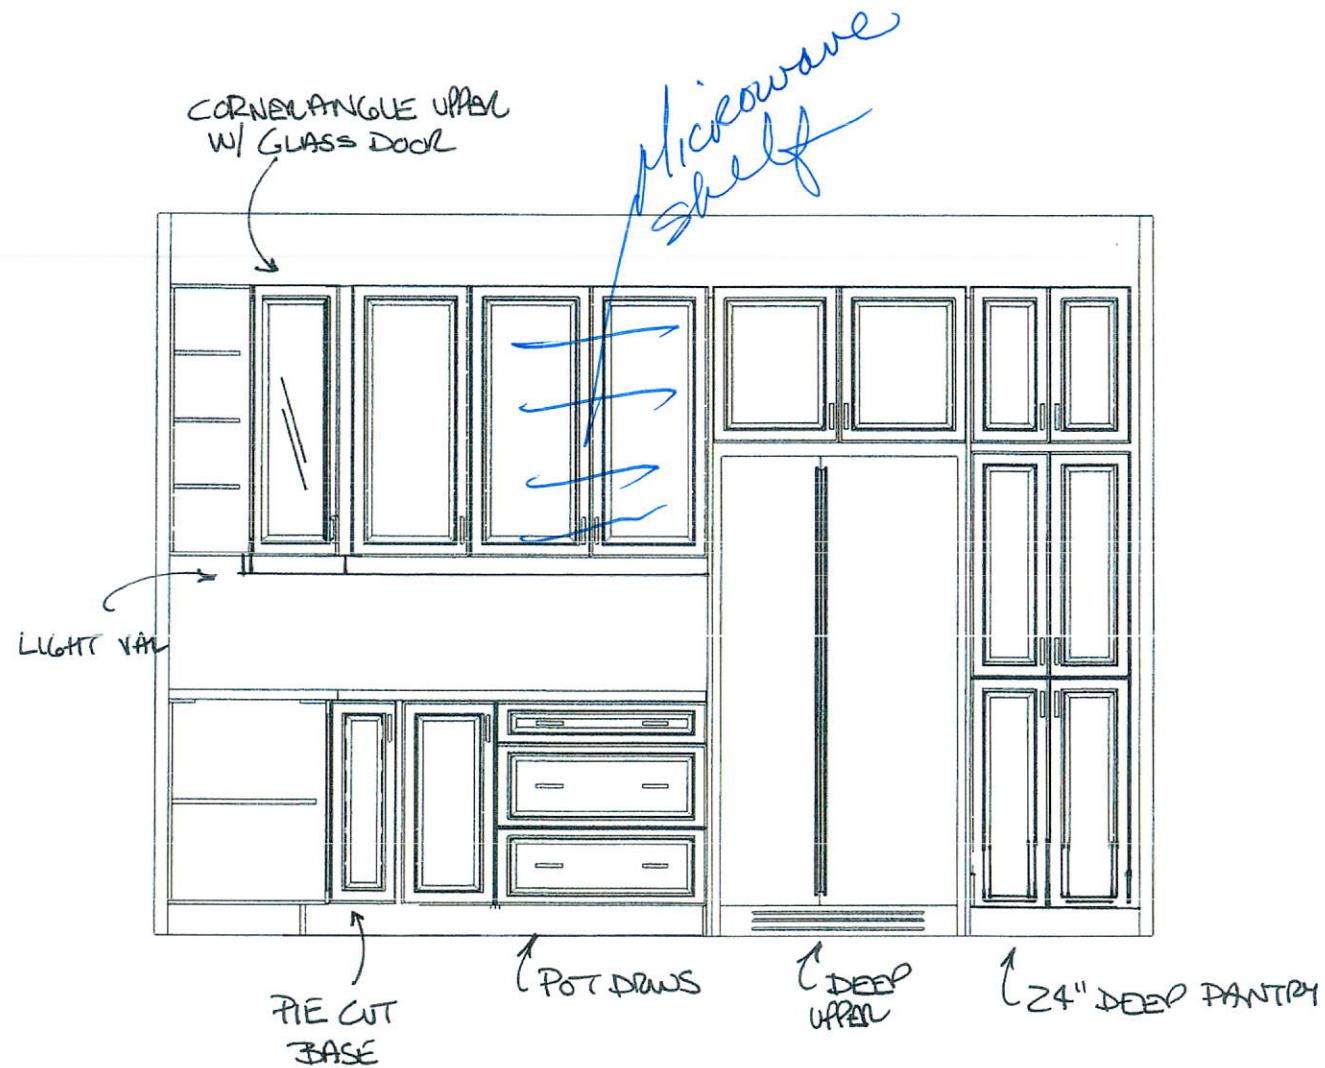 Microwave
shelf
CORNER ANGLE UPPER
W/ GLASS DOOR
LIGHT VAL
PIE CUT
BASE
POT DRWS
DEEP
UPPER
24" DEEP PANTRY